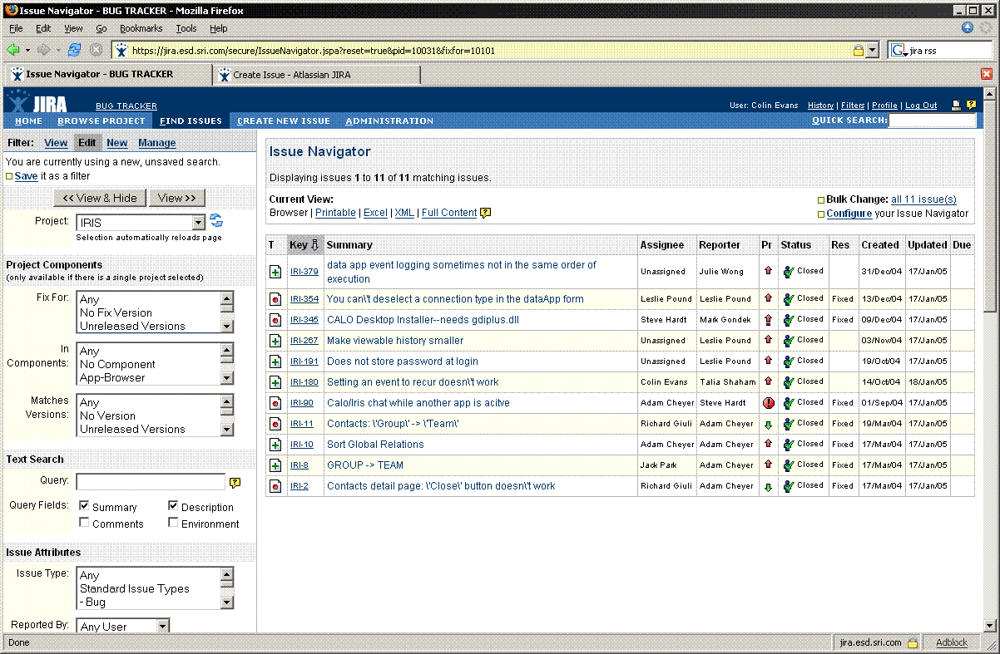 Issue Navigator - BUG TRACKER - Mozilla Firefox
File Edit View Go Bookmarks Tools Help
https://jira.esd.sri.com/secure/IssueNavigator.jspa?reset=true&pid=10031&fixfor=10101
jira rss
Issue Navigator - BUG TRACKER
Create Issue - Atlassian JIRA
JIRA BUG TRACKER User: Colin Evans History | Filters | Profile | Log Out
HOME BROWSE PROJECT FIND ISSUES CREATE NEW ISSUE ADMINISTRATION QUICK SEARCH:
Filter: View Edit New Manage
You are currently using a new, unsaved search.
Save it as a filter
<< View & Hide View >>
Project: IRIS
Selection automatically reloads page
Project Components
(only available if there is a single project selected)
Fix For: Any
No Fix Version
Unreleased Versions
In Components: Any
No Component
App-Browser
Matches Versions: Any
No Version
Unreleased Versions
Text Search
Query:
Query Fields: Summary Description
Comments Environment
Issue Attributes
Issue Type: Any
Standard Issue Types
- Bug
Reported By: Any User
Issue Navigator
Displaying issues 1 to 11 of 11 matching issues.
Current View:
Browser | Printable | Excel | XML | Full Content
Bulk Change: all 11 issue(s)
Configure your Issue Navigator
T Key Summary Assignee Reporter Pr Status Res Created Updated Due
IRI-379 data app event logging sometimes not in the same order of execution Unassigned Julie Wong Closed 31/Dec/04 17/Jan/05
IRI-354 You can\'t deselect a connection type in the dataApp form Leslie Pound Leslie Pound Closed Fixed 13/Dec/04 17/Jan/05
IRI-345 CALO Desktop Installer--needs gdiplus.dll Steve Hardt Mark Gondek Closed Fixed 09/Dec/04 17/Jan/05
IRI-267 Make viewable history smaller Unassigned Leslie Pound Closed 03/Nov/04 17/Jan/05
IRI-191 Does not store password at login Unassigned Leslie Pound Closed 19/Oct/04 17/Jan/05
IRI-180 Setting an event to recur doesn\'t work Colin Evans Talia Shaham Closed 14/Oct/04 18/Jan/05
IRI-90 Calo/Iris chat while another app is acitve Adam Cheyer Steve Hardt Closed Fixed 01/Sep/04 17/Jan/05
IRI-11 Contacts: \'Group\' -> \'Team\' Richard Giuli Adam Cheyer Closed Fixed 19/Mar/04 17/Jan/05
IRI-10 Sort Global Relations Adam Cheyer Adam Cheyer Closed Fixed 17/Mar/04 17/Jan/05
IRI-8 GROUP -> TEAM Jack Park Adam Cheyer Closed Fixed 17/Mar/04 17/Jan/05
IRI-2 Contacts detail page: \'Close\' button doesn\'t work Richard Giuli Adam Cheyer Closed Fixed 17/Mar/04 17/Jan/05
Done jira.esd.sri.com Adblock